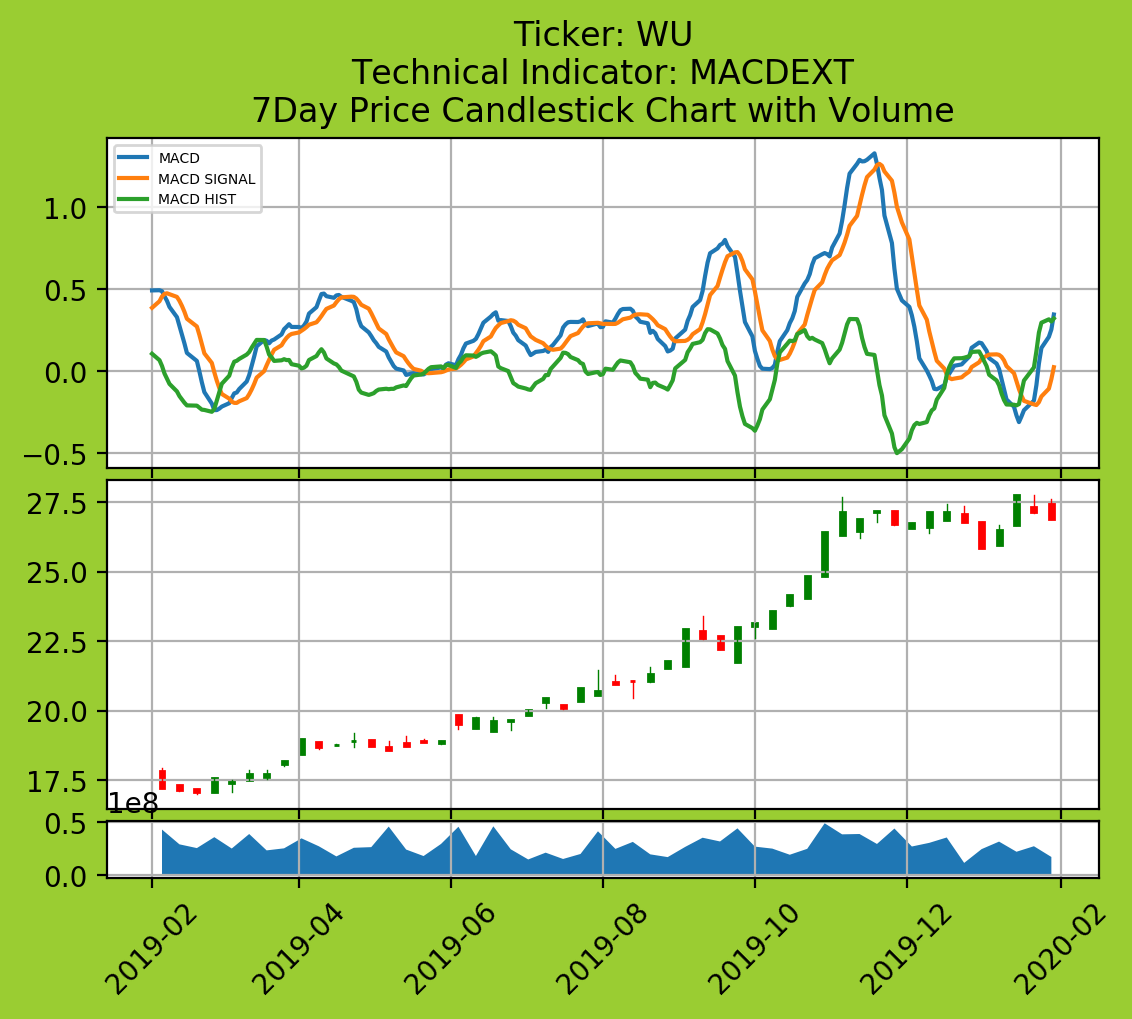 Ticker: WU
Technical Indicator: MACDEXT
7Day Price Candlestick Chart with Volume
MACD
MACD SIGNAL
MACD HIST
1.0
0.5
0.0
−0.5
27.5
25.0
22.5
20.0
17.5
1e8
0.5
0.0
2019-02
2019-04
2019-06
2019-08
2019-10
2019-12
2020-02